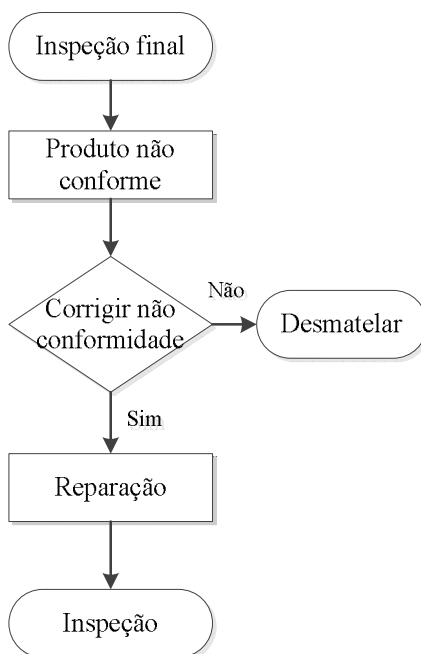 Inspeção final
Produto não
conforme
Corrigir não
conformidade
Não
Desmatelar
Sim
Reparação
Inspeção